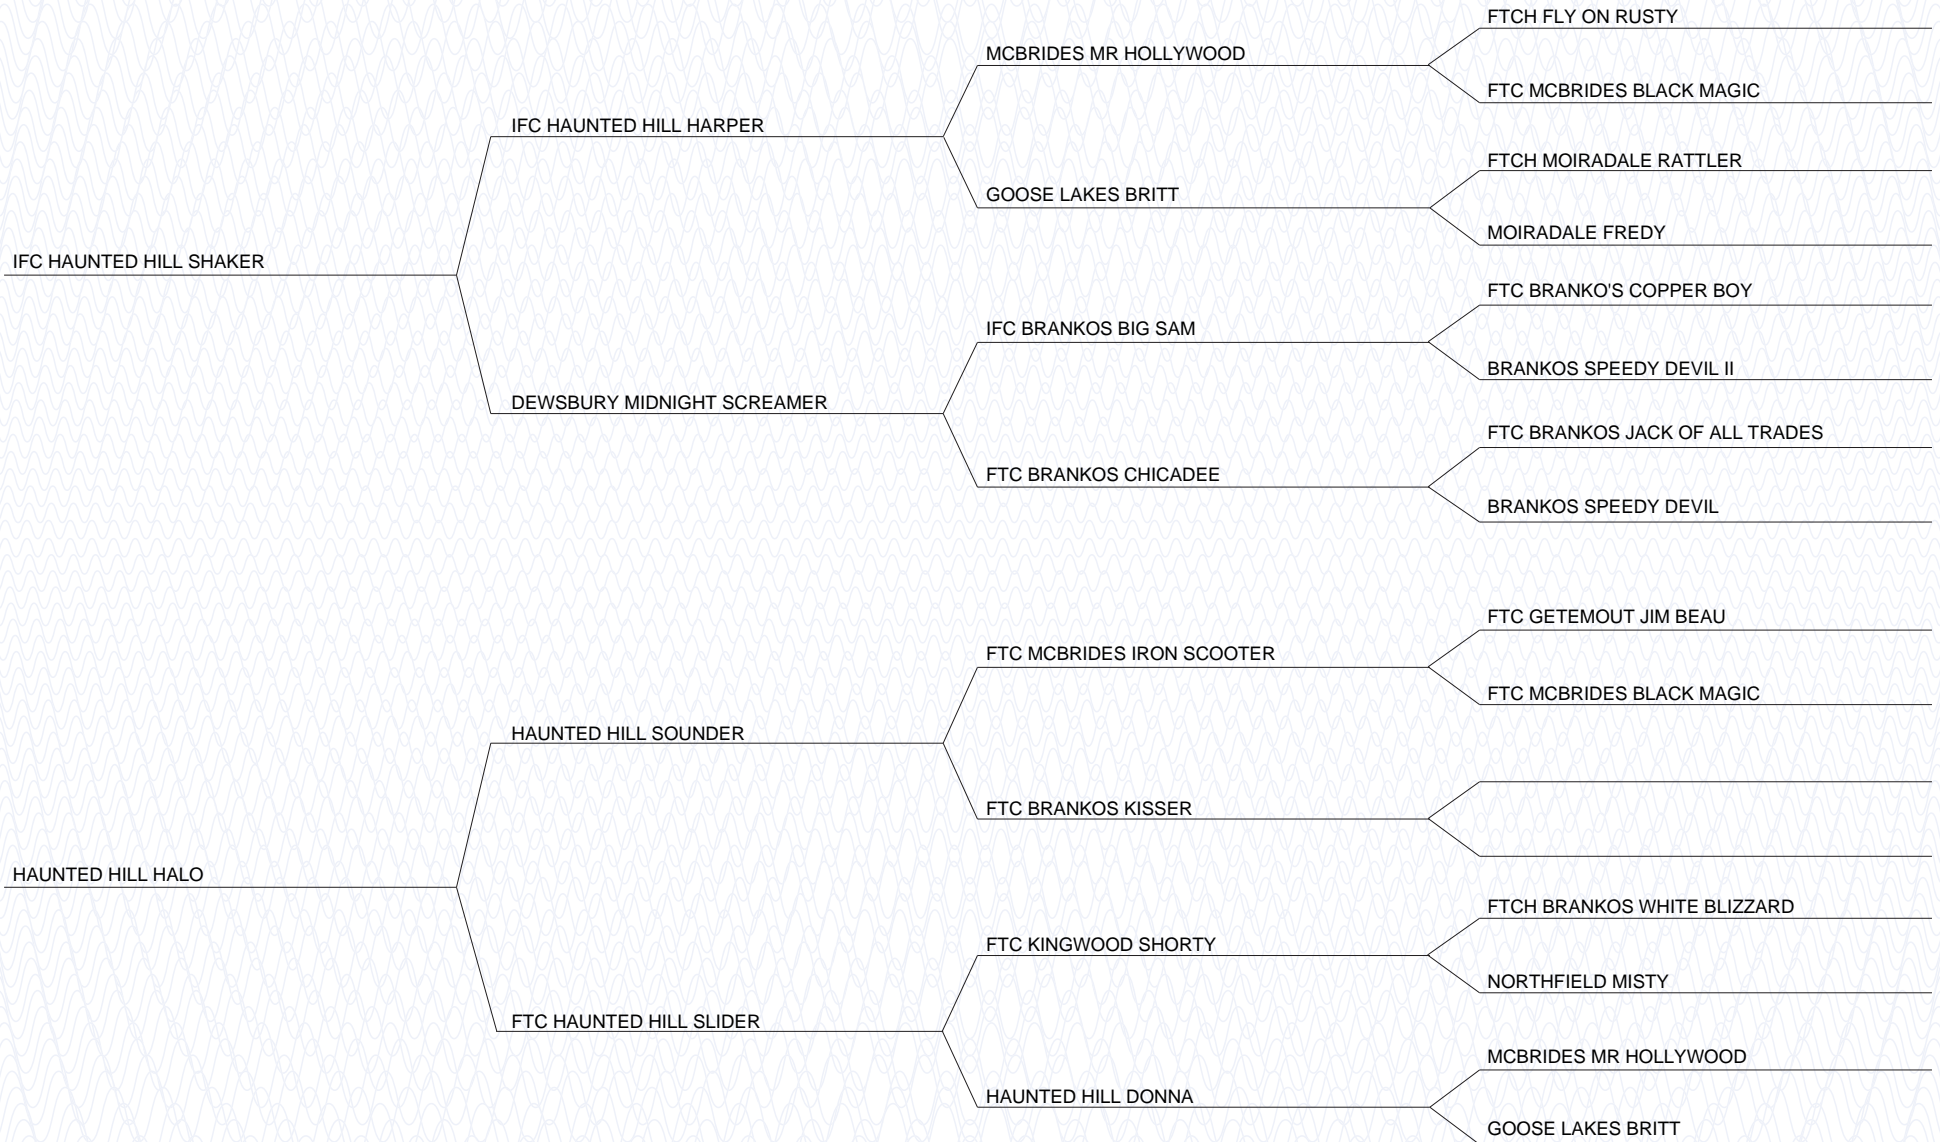 FTCH FLY ON RUSTY
MCBRIDES MR HOLLYWOOD
FTC MCBRIDES BLACK MAGIC
IFC HAUNTED HILL HARPER
FTCH MOIRADALE RATTLER
GOOSE LAKES BRITT
MOIRADALE FREDY
IFC HAUNTED HILL SHAKER
FTC BRANKO'S COPPER BOY
IFC BRANKOS BIG SAM
BRANKOS SPEEDY DEVIL II
DEWSBURY MIDNIGHT SCREAMER
FTC BRANKOS JACK OF ALL TRADES
FTC BRANKOS CHICADEE
BRANKOS SPEEDY DEVIL
FTC GETEMOUT JIM BEAU
FTC MCBRIDES IRON SCOOTER
FTC MCBRIDES BLACK MAGIC
HAUNTED HILL SOUNDER
FTC BRANKOS KISSER
HAUNTED HILL HALO
FTCH BRANKOS WHITE BLIZZARD
FTC KINGWOOD SHORTY
NORTHFIELD MISTY
FTC HAUNTED HILL SLIDER
MCBRIDES MR HOLLYWOOD
HAUNTED HILL DONNA
GOOSE LAKES BRITT